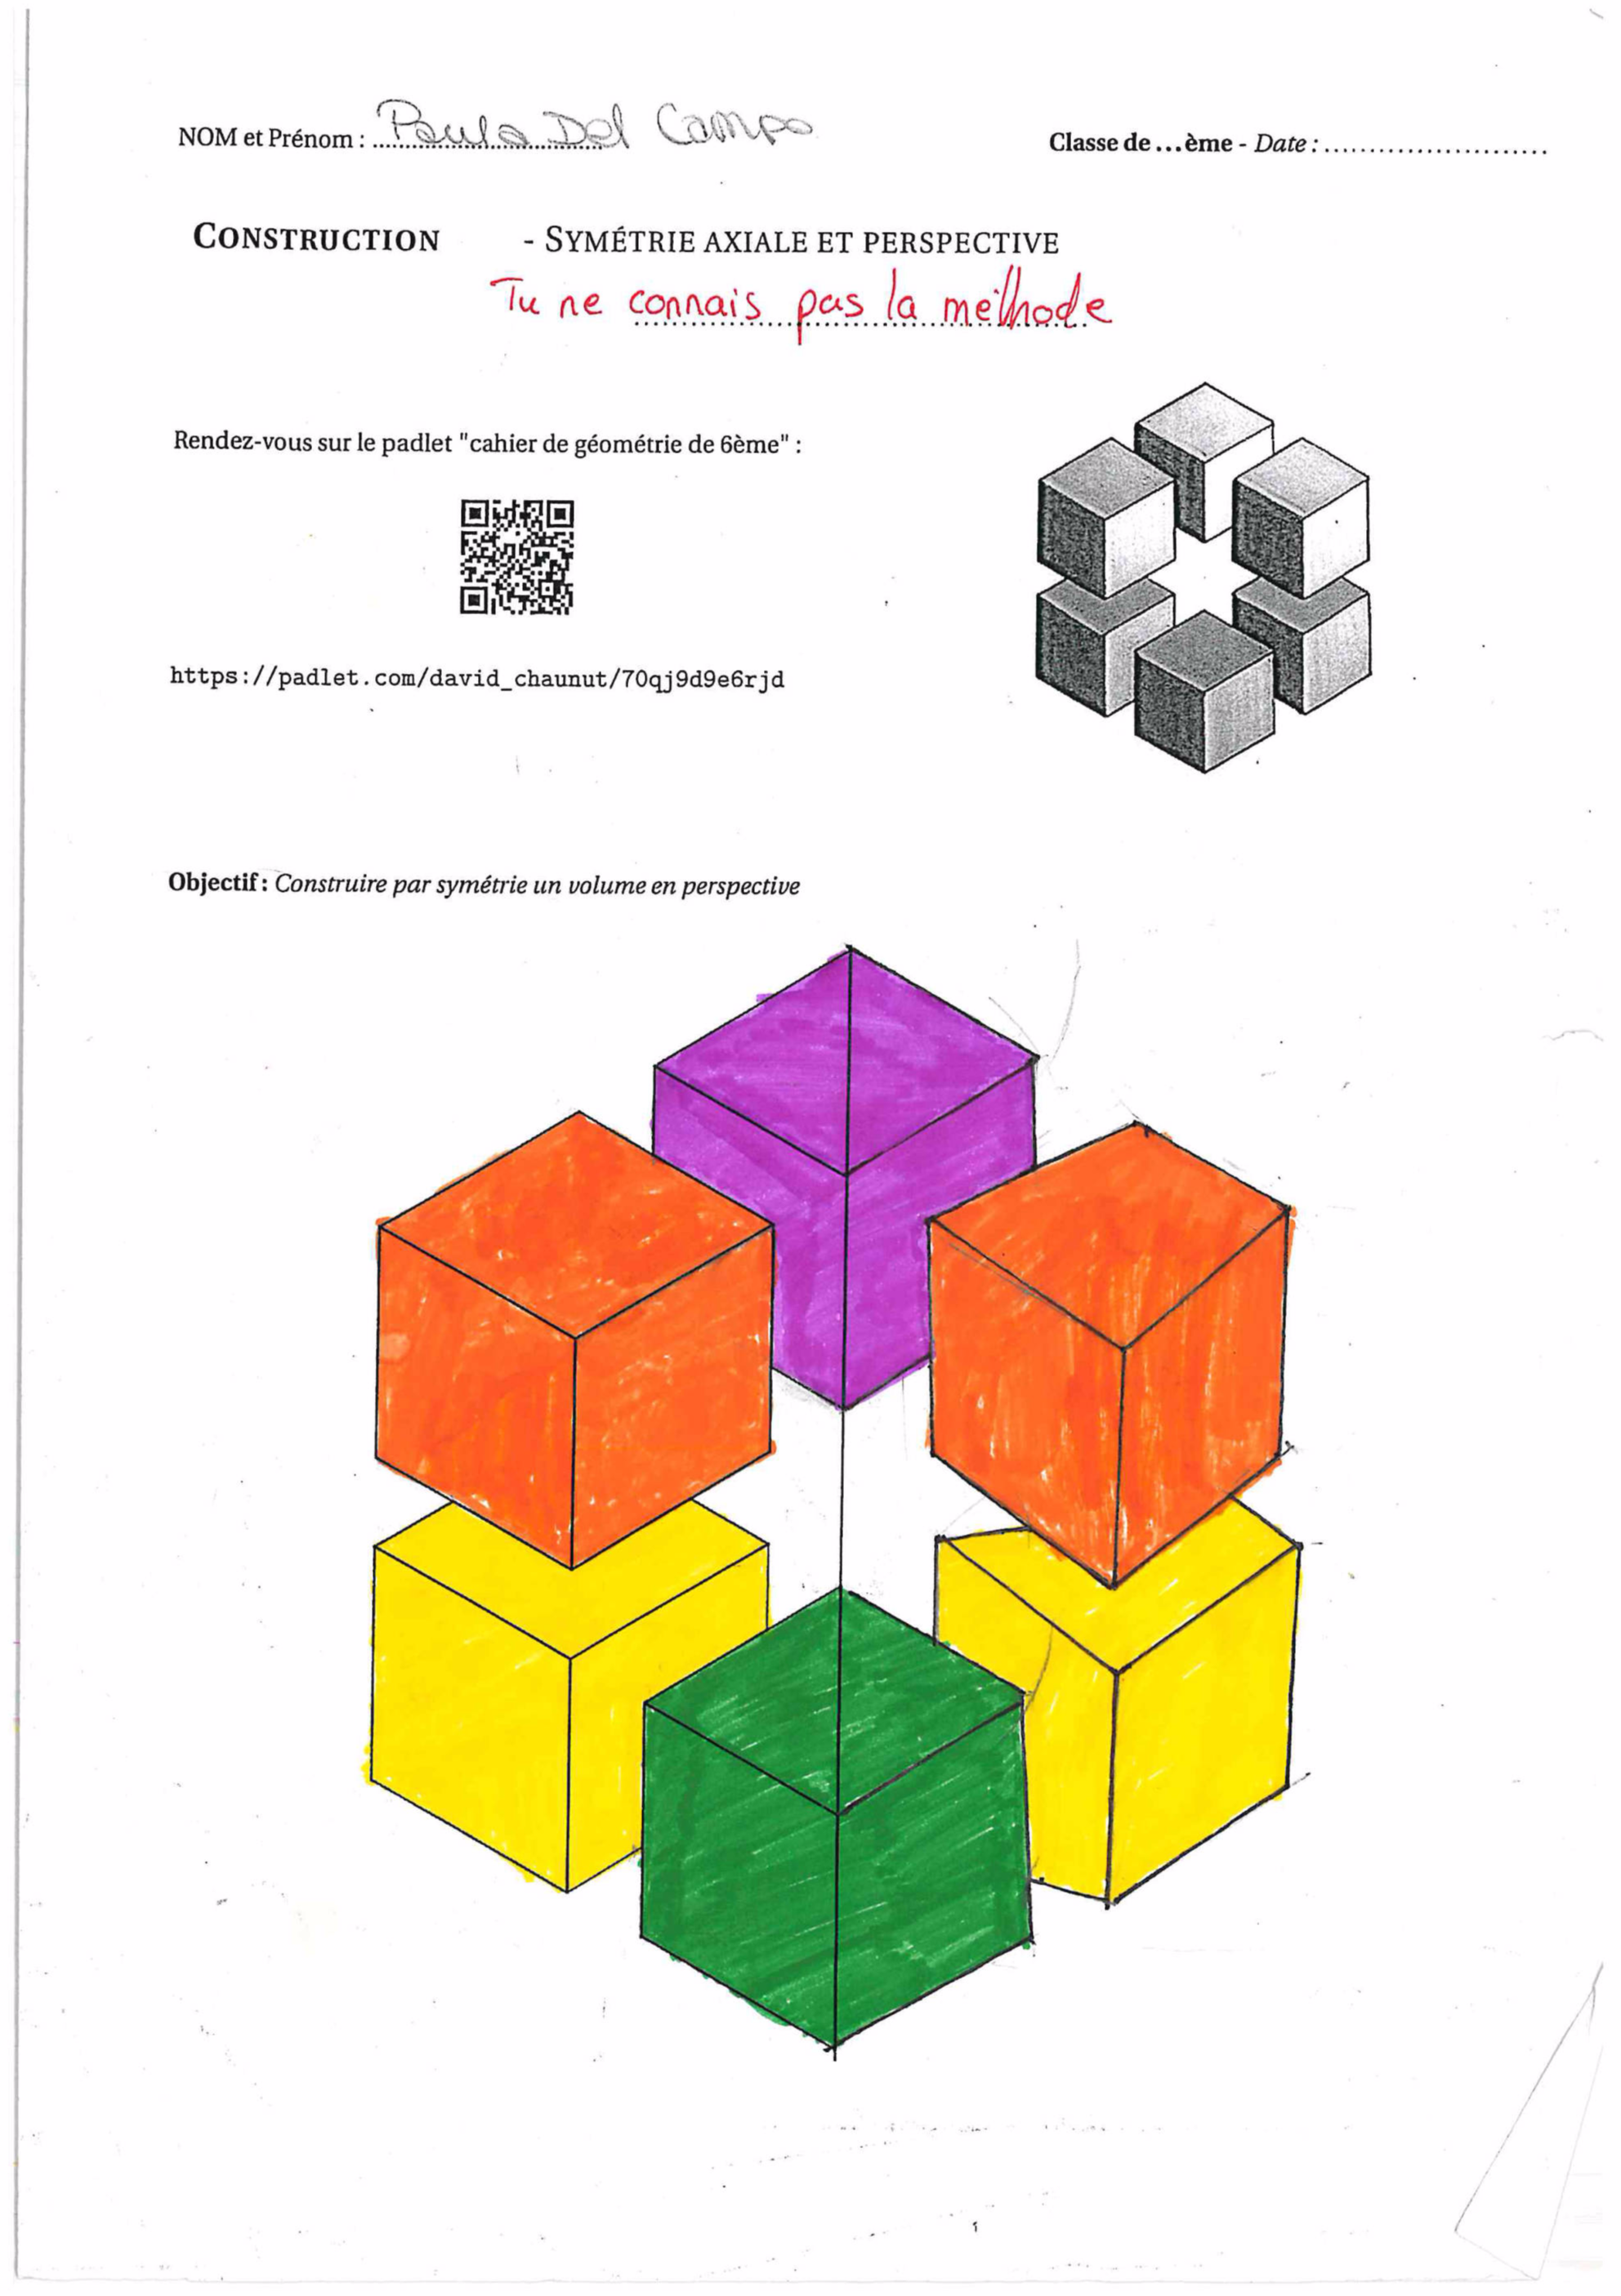 NOM et Prénom : Paula Del Campo
Classe de ...ème - Date : ........................
CONSTRUCTION - SYMÉTRIE AXIALE ET PERSPECTIVE
Tu ne connais pas la méthode
Rendez-vous sur le padlet "cahier de géométrie de 6ème" :
https://padlet.com/david_chaunut/70qj9d9e6rjd
Objectif : Construire par symétrie un volume en perspective
1